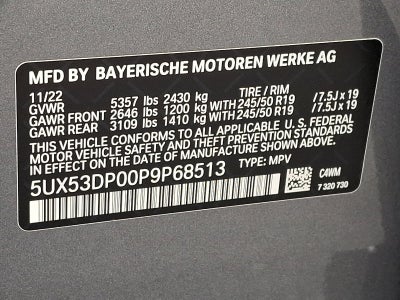 MFD BY BAYERISCHE MOTOREN WERKE AG
11/22 TIRE / RIM
GVWR 5357 lbs 2430 kg
GAWR FRONT 2646 lbs 1200 kg WITH 245/50 R19 /7.5J x 19
GAWR REAR 3109 lbs 1410 kg WITH 245/50 R19 /7.5J x 19
THIS VEHICLE CONFORMS TO ALL APPLICABLE U.S. FEDERAL
MOTOR VEHICLE SAFETY, BUMPER, AND THEFT PREVENTION STANDARDS
IN EFFECT ON THE DATE OF MANUFACTURE SHOWN ABOVE.
5UX53DP00P9P68513 TYPE: MPV
C4WM
7 320 730